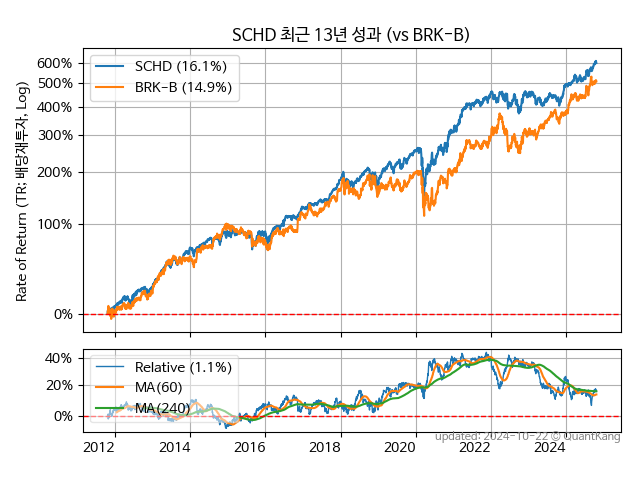 SCHD 최근 13년 성과 (vs BRK-B)
Rate of Return (TR: 배당재투자, Log)
600%
500%
400%
300%
200%
100%
0%
SCHD (16.1%)
BRK-B (14.9%)
40%
20%
0%
Relative (1.1%)
MA(60)
MA(240)
2012 2014 2016 2018 2020 2022 2024
updated: 2024-10-22 © QuantKang